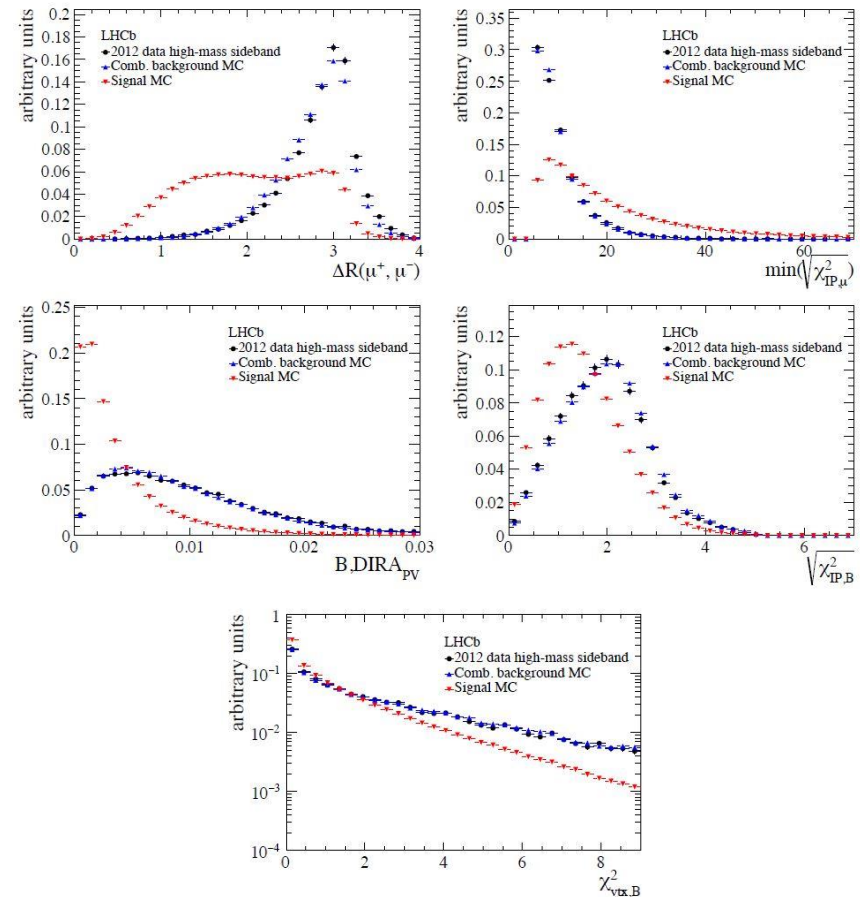 arbitrary units
0.2
0.18
0.16
0.14
0.12
0.1
0.08
0.06
0.04
0.02
0
LHCb
2012 data high-mass sideband
Comb. background MC
Signal MC
0 1 2 3 4
ΔR(μ⁺, μ⁻)
arbitrary units
0.35
0.3
0.25
0.2
0.15
0.1
0.05
0
LHCb
2012 data high-mass sideband
Comb. background MC
Signal MC
0 20 40 60
min(√χ²_IP,μ)
arbitrary units
0.25
0.2
0.15
0.1
0.05
0
LHCb
2012 data high-mass sideband
Comb. background MC
Signal MC
0 0.01 0.02 0.03
B,DIRA_PV
arbitrary units
0.12
0.1
0.08
0.06
0.04
0.02
0
LHCb
2012 data high-mass sideband
Comb. background MC
Signal MC
0 2 4 6
√χ²_IP,B
arbitrary units
1
10⁻¹
10⁻²
10⁻³
10⁻⁴
LHCb
2012 data high-mass sideband
Comb. background MC
Signal MC
0 2 4 6 8
χ²_vtx,B